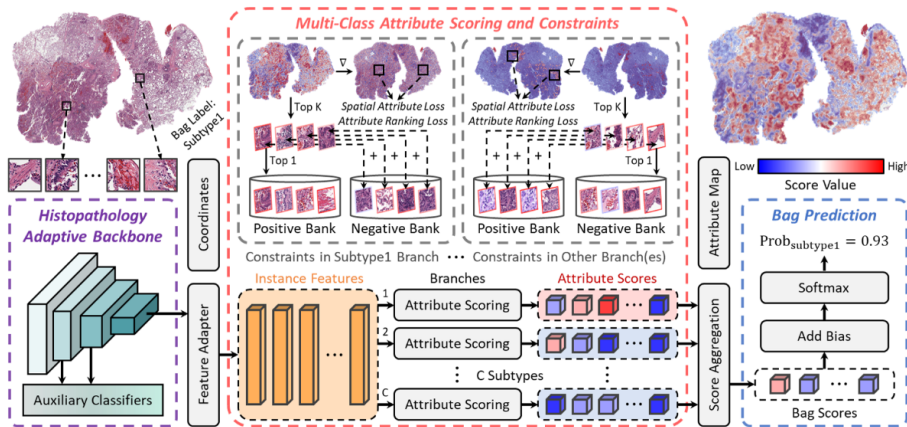 Multi-Class Attribute Scoring and Constraints
Bag Label:
Subtype1
∇
Top K
Spatial Attribute Loss
Attribute Ranking Loss
Top 1
+ + + +
Positive Bank
Negative Bank
∇
Top K
Spatial Attribute Loss
Attribute Ranking Loss
Top 1
+ + + +
Positive Bank
Negative Bank
Constraints in Subtype1 Branch ··· Constraints in Other Branch(es)
Low
High
Score Value
Coordinates
Attribute Map
Histopathology
Adaptive Backbone
Auxiliary Classifiers
Feature Adapter
Instance Features
Branches
Attribute Scores
1
Attribute Scoring
2
Attribute Scoring
C Subtypes
C
Attribute Scoring
Score Aggregation
Bag Prediction
Prob subtype1 = 0.93
Softmax
Add Bias
Bag Scores